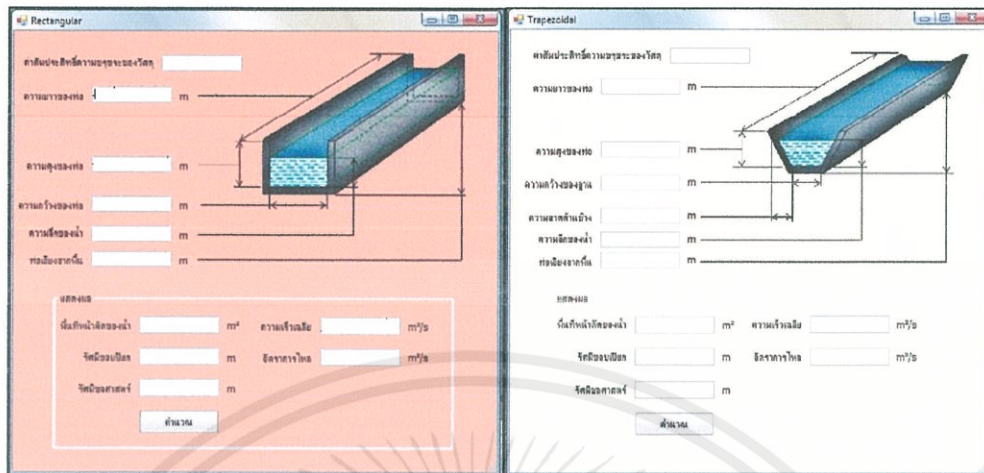 Rectangular
ค่าสัมประสิทธิ์ความขรุขระของวัสดุ
ความยาวของท่อ m
ความสูงของท่อ m
ความกว้างของท่อ m
ความลึกของน้ำ m
ท่อเอียงจากพื้น m
แสดงผล
พื้นที่หน้าตัดของน้ำ m² ความเร็วเฉลี่ย m³/s
รัศมีขอบเปียก m อัตราการไหล m³/s
รัศมีชลศาสตร์ m
คำนวณ
Trapezoidal
ค่าสัมประสิทธิ์ความขรุขระของวัสดุ
ความยาวของท่อ m
ความสูงของท่อ m
ความกว้างของฐาน m
ความลาดด้านข้าง m
ความลึกของน้ำ m
ท่อเอียงจากพื้น m
แสดงผล
พื้นที่หน้าตัดของน้ำ m² ความเร็วเฉลี่ย m³/s
รัศมีขอบเปียก m อัตราการไหล m³/s
รัศมีชลศาสตร์ m
คำนวณ